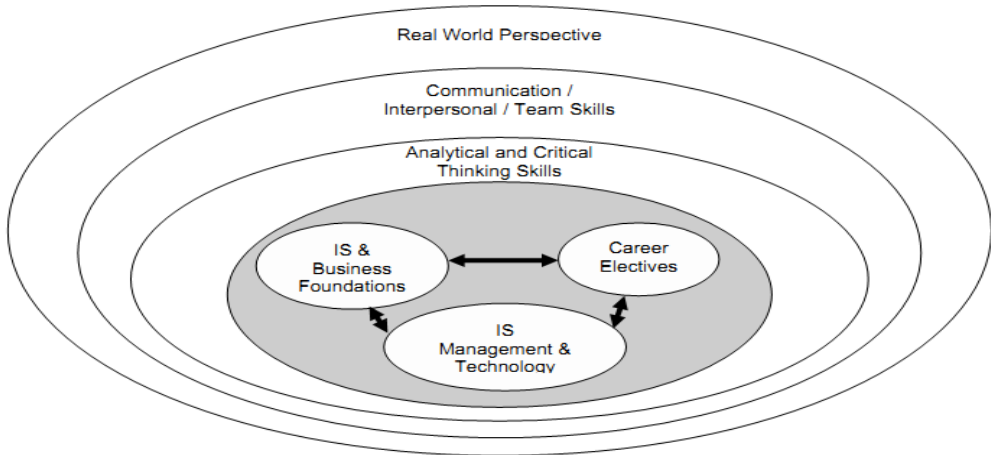 Real World Perspective
Communication /
Interpersonal / Team Skills
Analytical and Critical
Thinking Skills
IS &
Business
Foundations
Career
Electives
IS
Management &
Technology